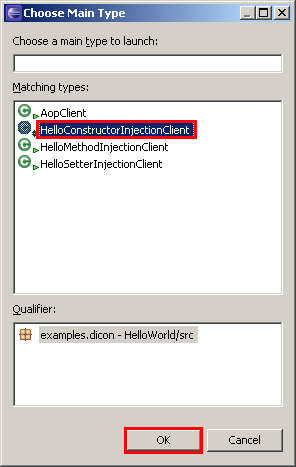 Choose Main Type
Choose a main type to launch:
Matching types:
AopClient
HelloConstructorInjectionClient
HelloMethodInjectionClient
HelloSetterInjectionClient
Qualifier:
examples.dicon - HelloWorld/src
OK
Cancel